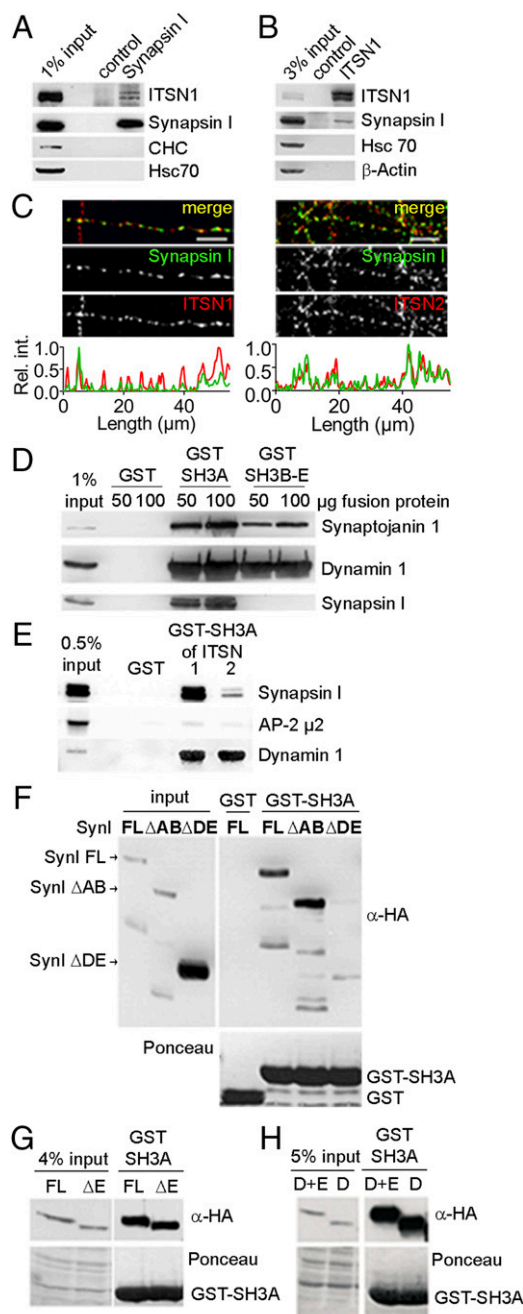 A
1% input
control
Synapsin I
ITSN1
Synapsin I
CHC
Hsc70
B
3% input
control
ITSN1
ITSN1
Synapsin I
Hsc 70
β-Actin
C
merge
Synapsin I
ITSN1
Rel. int.
1.0
0.5
0.0
0 20 40
Length (µm)
merge
Synapsin I
ITSN2
1.0
0.5
0.0
0 20 40
Length (µm)
D
1%
input
GST
50 100
GST
SH3A
50 100
GST
SH3B-E
50 100
µg fusion protein
Synaptojanin 1
Dynamin 1
Synapsin I
E
0.5%
input
GST
GST-SH3A
of ITSN
1 2
Synapsin I
AP-2 µ2
Dynamin 1
F
input
GST
GST-SH3A
SynI FL ΔAB ΔDE FL FL ΔAB ΔDE
SynI FL→
SynI ΔAB→
SynI ΔDE→
α-HA
Ponceau
GST-SH3A
GST
G
4% input
FL ΔE
GST
SH3A
FL ΔE
α-HA
Ponceau
GST-SH3A
H
5% input
D+E D
GST
SH3A
D+E D
α-HA
Ponceau
GST-SH3A